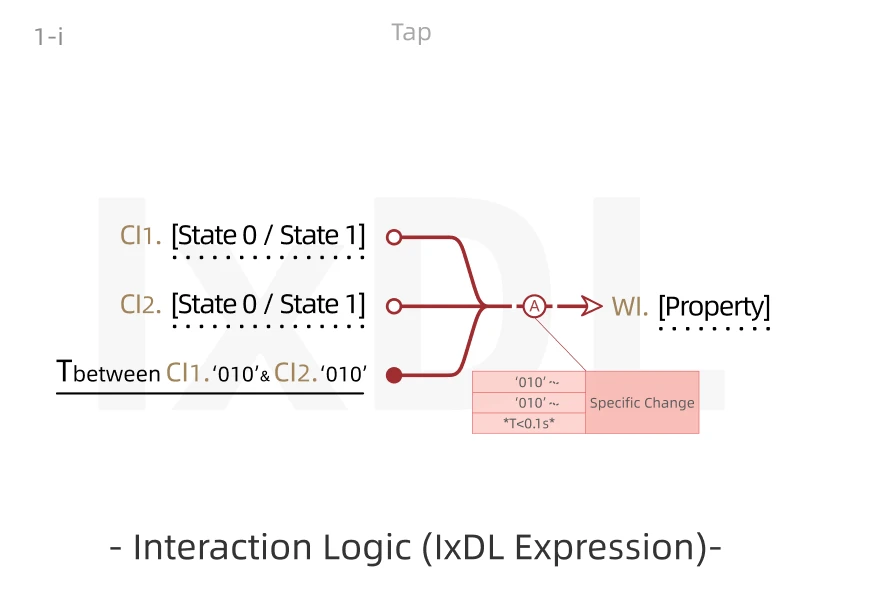 1-i
Tap
IxDL
CI1. [State 0 / State 1]
CI2. [State 0 / State 1]
A
WI. [Property]
Tbetween CI1.‘010’& CI2.‘010’
‘010’~
‘010’~
*T<0.1s*
Specific Change
- Interaction Logic (IxDL Expression)-